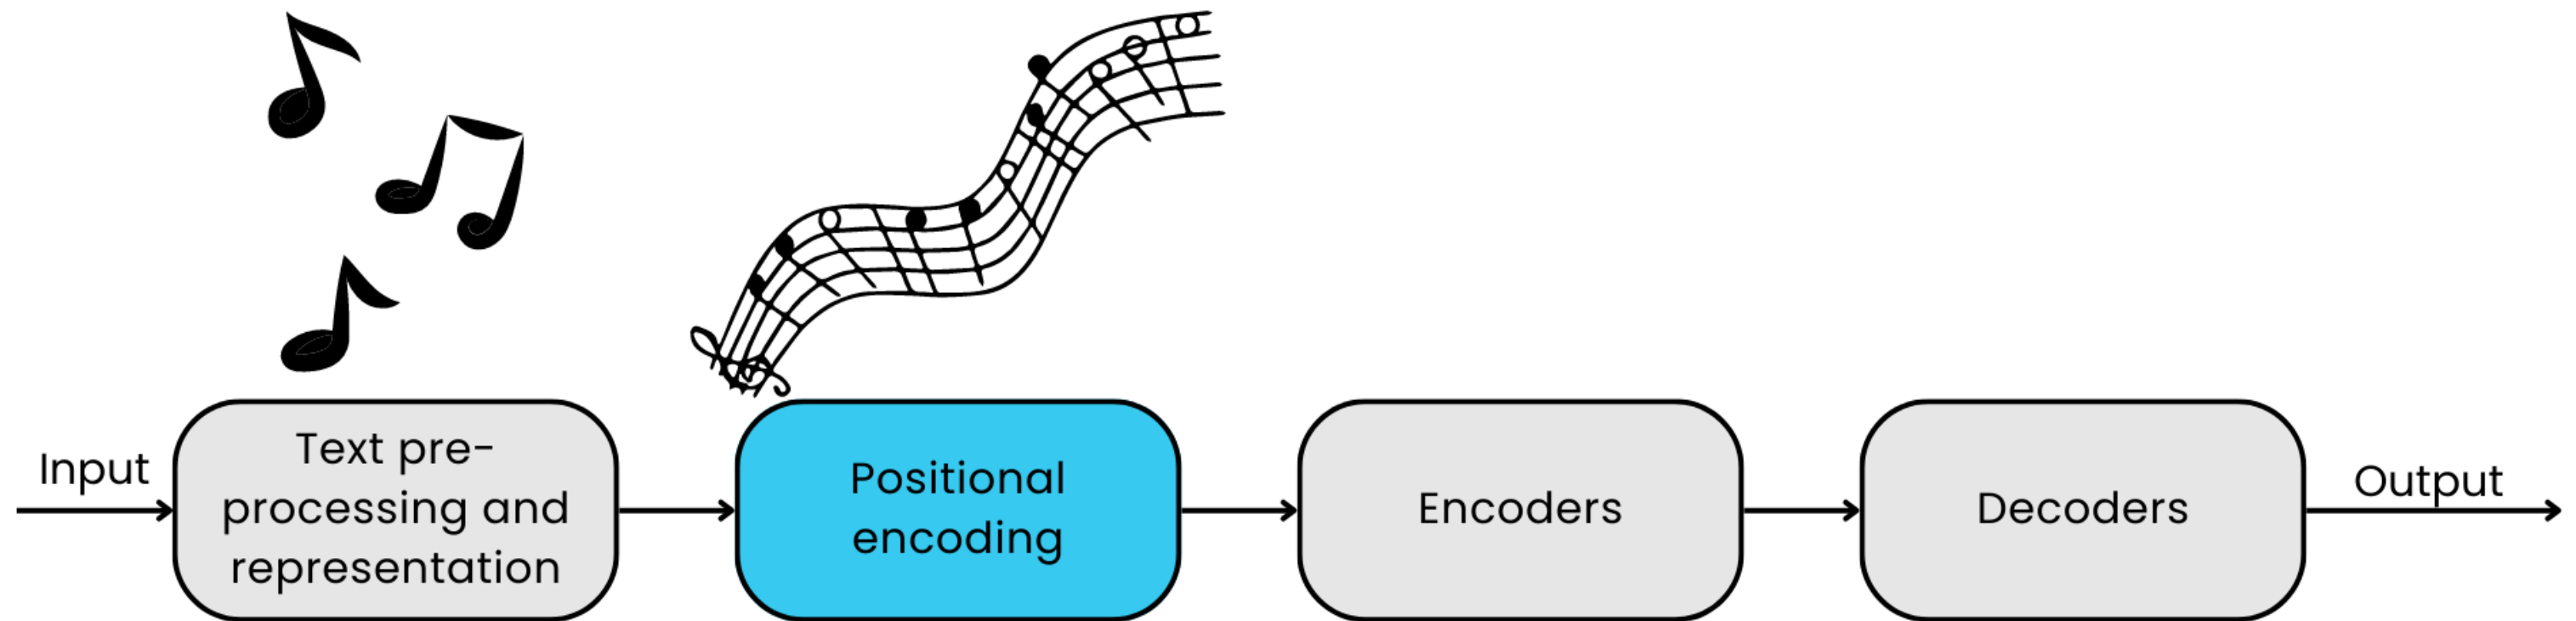 Input
Text pre-
processing and
representation
Positional
encoding
Encoders
Decoders
Output